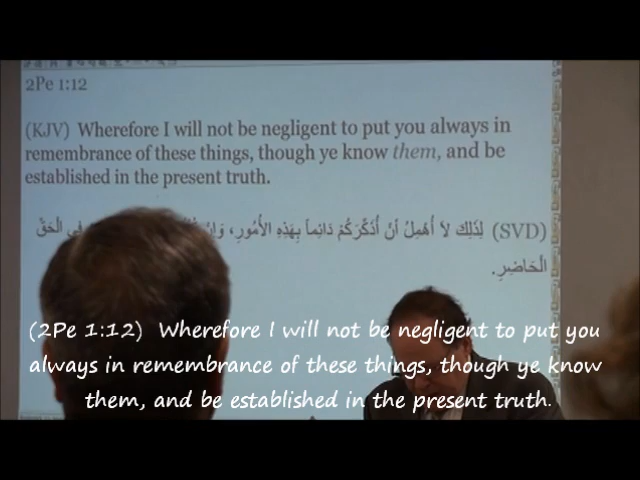 2Pe 1:12
(KJV) Wherefore I will not be negligent to put you always in
remembrance of these things, though ye know them, and be
established in the present truth.
(SVD) لِذَلِكَ لاَ أُهْمِلُ أَنْ أُذَكِّرَكُمْ دَائِماً بِهَذِهِ الأُمُورِ، وَإِنْ فِي الْحَقِّ
الْحَاضِرِ.
(2Pe 1:12) Wherefore I will not be negligent to put you
always in remembrance of these things, though ye know
them, and be established in the present truth.